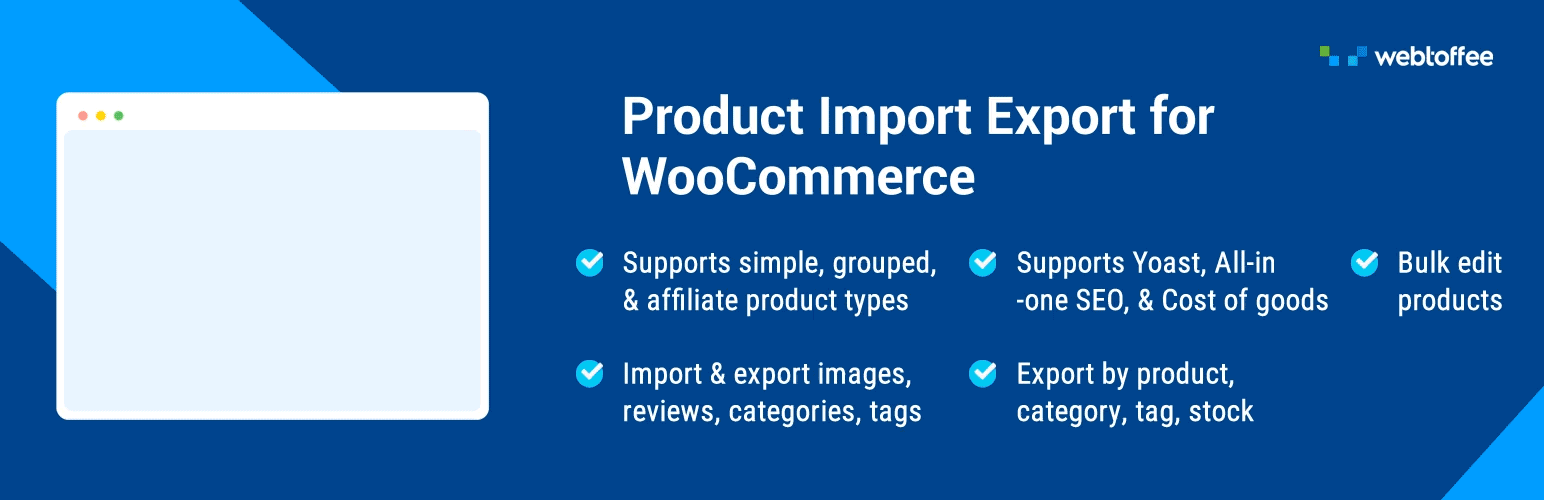 webtoffee
Product Import Export for
WooCommerce
Supports simple, grouped,
& affiliate product types
Supports Yoast, All-in
-one SEO, & Cost of goods
Bulk edit
products
Import & export images,
reviews, categories, tags
Export by product,
category, tag, stock